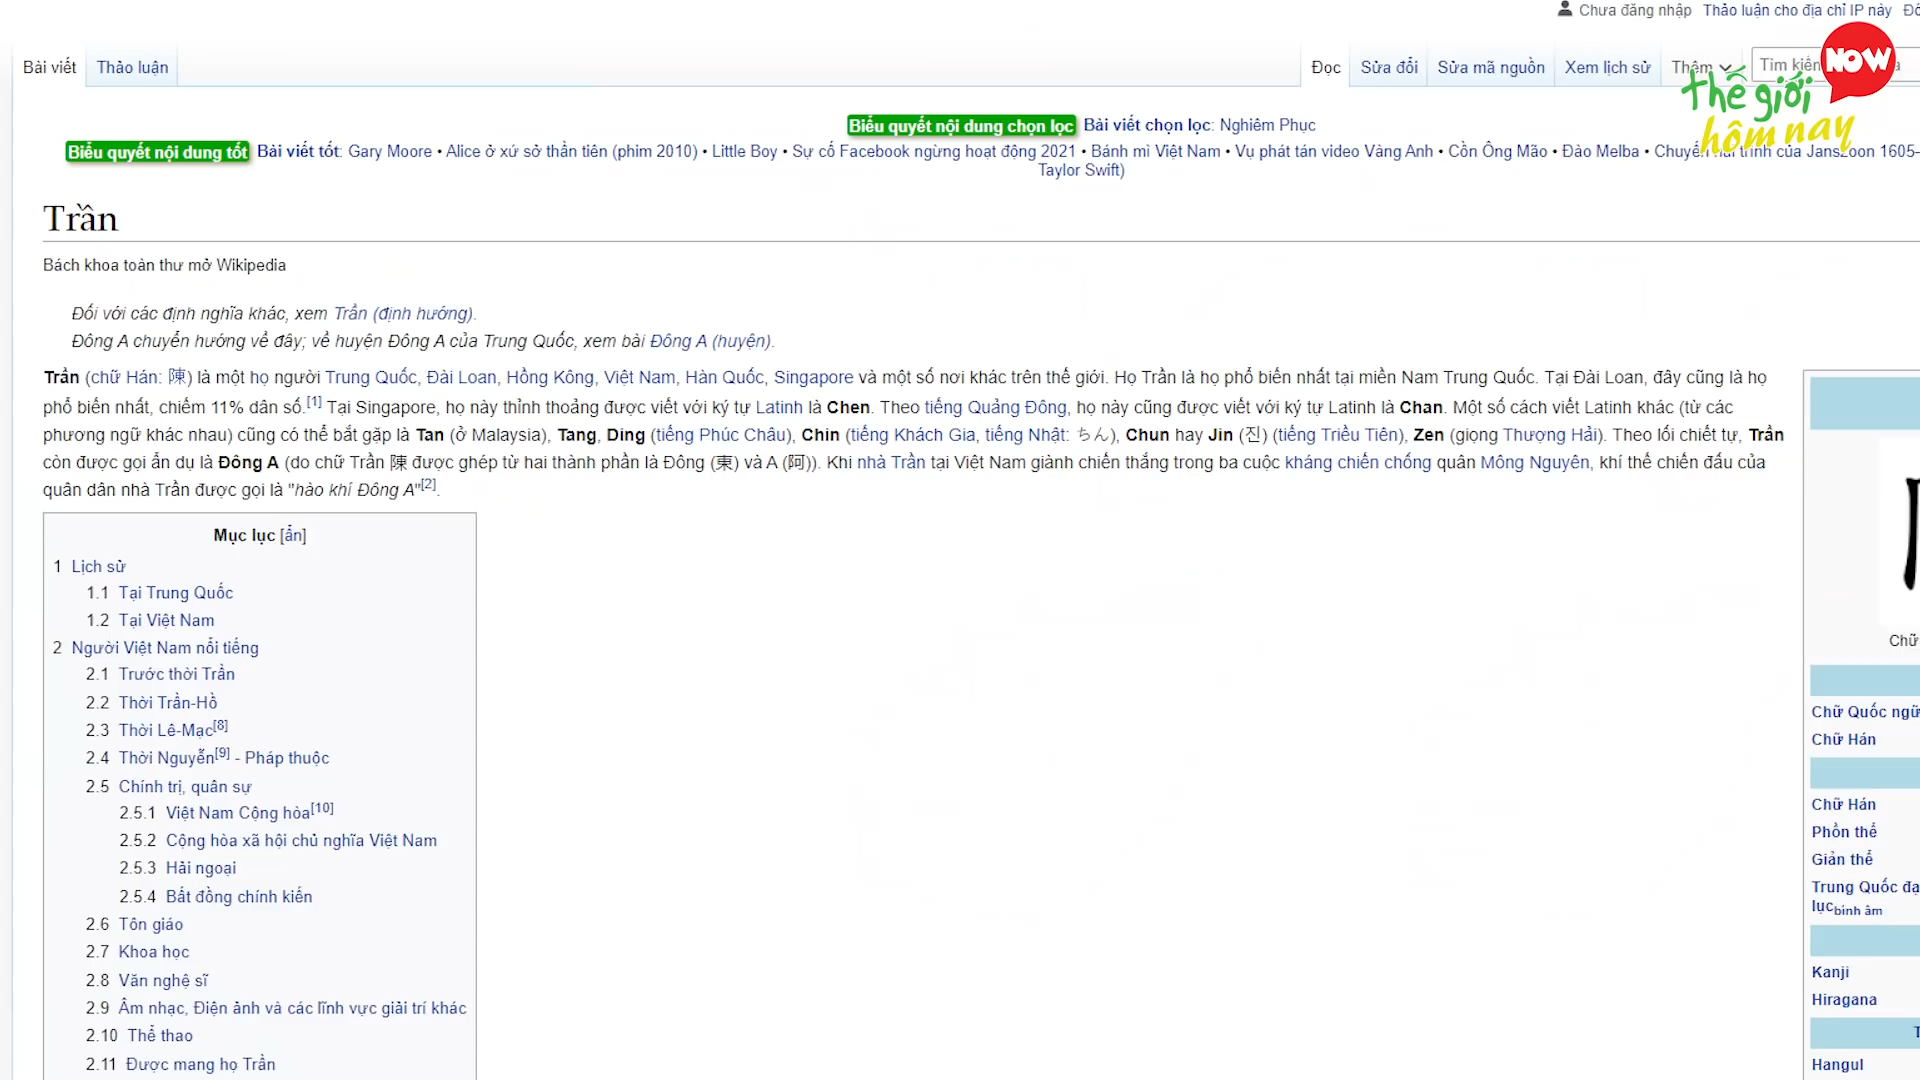 Chưa đăng nhập Thảo luận cho địa chỉ IP này
Bài viết Thảo luận Đọc Sửa đổi Sửa mã nguồn Xem lịch sử Thêm Tìm
NOW
thế giới
hôm nay
Biểu quyết nội dung chọn lọc Bài viết chọn lọc: Nghiêm Phục
Biểu quyết nội dung tốt Bài viết tốt: Gary Moore • Alice ở xứ sở thần tiên (phim 2010) • Little Boy • Sự cố Facebook ngừng hoạt động 2021 • Bánh mì Việt Nam • Vụ phát tán video Vàng Anh • Cồn Ông Mão • Đào Melba • Chuyến hải trình của Janszoon 1605–
Taylor Swift)
Trần
Bách khoa toàn thư mở Wikipedia
Đối với các định nghĩa khác, xem Trần (định hướng).
Đông A chuyển hướng về đây; về huyện Đông A của Trung Quốc, xem bài Đông A (huyện).
Trần (chữ Hán: 陳) là một họ người Trung Quốc, Đài Loan, Hồng Kông, Việt Nam, Hàn Quốc, Singapore và một số nơi khác trên thế giới. Họ Trần là họ phổ biến nhất tại miền Nam Trung Quốc. Tại Đài Loan, đây cũng là họ
phổ biến nhất, chiếm 11% dân số.[1] Tại Singapore, họ này thỉnh thoảng được viết với ký tự Latinh là Chen. Theo tiếng Quảng Đông, họ này cũng được viết với ký tự Latinh là Chan. Một số cách viết Latinh khác (từ các
phương ngữ khác nhau) cũng có thể bắt gặp là Tan (ở Malaysia), Tang, Ding (tiếng Phúc Châu), Chin (tiếng Khách Gia, tiếng Nhật: ちん), Chun hay Jin (진) (tiếng Triều Tiên), Zen (giọng Thượng Hải). Theo lối chiết tự, Trần
còn được gọi ẩn dụ là Đông A (do chữ Trần 陳 được ghép từ hai thành phần là Đông (東) và A (阿)). Khi nhà Trần tại Việt Nam giành chiến thắng trong ba cuộc kháng chiến chống quân Mông Nguyên, khí thế chiến đấu của
quân dân nhà Trần được gọi là "hào khí Đông A"[2].
Mục lục [ẩn]
1 Lịch sử
1.1 Tại Trung Quốc
1.2 Tại Việt Nam
2 Người Việt Nam nổi tiếng
2.1 Trước thời Trần
2.2 Thời Trần-Hồ
2.3 Thời Lê-Mạc[8]
2.4 Thời Nguyễn[9] - Pháp thuộc
2.5 Chính trị, quân sự
2.5.1 Việt Nam Cộng hòa[10]
2.5.2 Cộng hòa xã hội chủ nghĩa Việt Nam
2.5.3 Hải ngoại
2.5.4 Bất đồng chính kiến
2.6 Tôn giáo
2.7 Khoa học
2.8 Văn nghệ sĩ
2.9 Âm nhạc, Điện ảnh và các lĩnh vực giải trí khác
2.10 Thể thao
2.11 Được mang họ Trần
Chữ
Chữ Quốc ngữ
Chữ Hán
Chữ Hán
Phồn thể
Giản thể
Trung Quốc đạ
lục bính âm
Kanji
Hiragana
Hangul